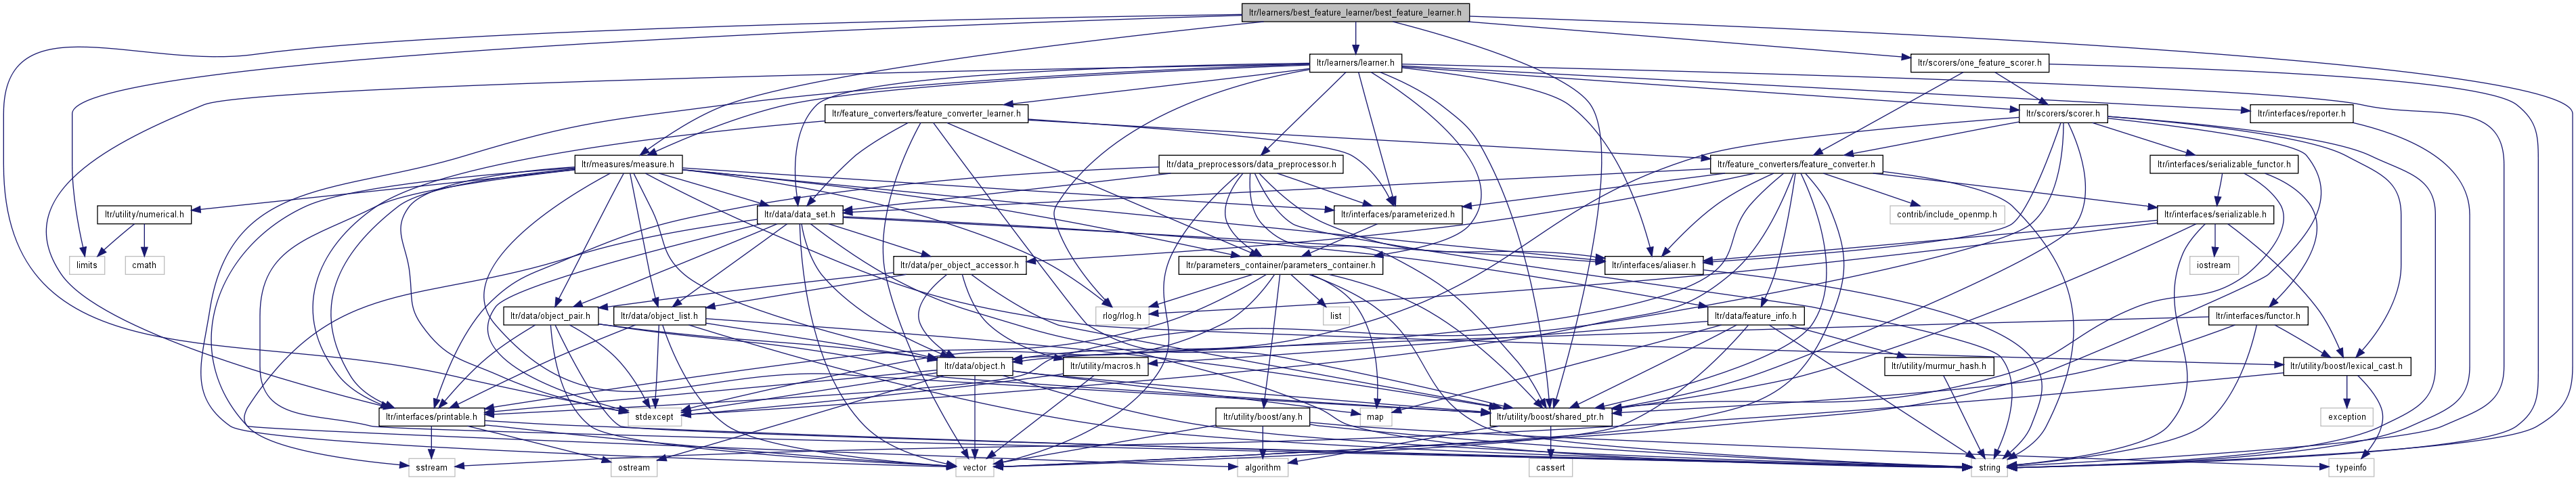 ltr/learners/best_feature_learner/best_feature_learner.h
ltr/learners/learner.h
ltr/scorers/one_feature_scorer.h
ltr/feature_converters/feature_converter_learner.h
ltr/scorers/scorer.h
ltr/interfaces/reporter.h
ltr/measures/measure.h
ltr/data_preprocessors/data_preprocessor.h
ltr/feature_converters/feature_converter.h
ltr/interfaces/serializable_functor.h
ltr/utility/numerical.h
ltr/data/data_set.h
ltr/interfaces/parameterized.h
contrib/include_openmp.h
ltr/interfaces/serializable.h
limits
cmath
ltr/data/per_object_accessor.h
ltr/parameters_container/parameters_container.h
ltr/interfaces/aliaser.h
iostream
ltr/data/object_pair.h
ltr/data/object_list.h
rlog/rlog.h
list
ltr/data/feature_info.h
ltr/interfaces/functor.h
ltr/data/object.h
ltr/utility/macros.h
ltr/utility/murmur_hash.h
ltr/utility/boost/lexical_cast.h
ltr/interfaces/printable.h
stdexcept
ltr/utility/boost/any.h
map
ltr/utility/boost/shared_ptr.h
exception
sstream
ostream
vector
algorithm
cassert
string
typeinfo